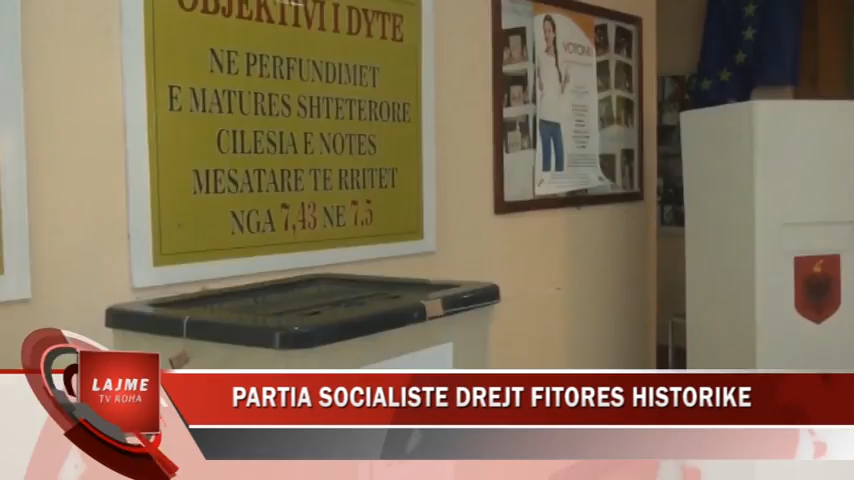 OBJEKTIVI I DYTE
NE PERFUNDIMET
E MATURES SHTETERORE
CILESIA E NOTES
MESATARE TE RRITET
NGA 7,43 NE 7,5
VOTONI
LAJME
TV KOHA
PARTIA SOCIALISTE DREJT FITORES HISTORIKE